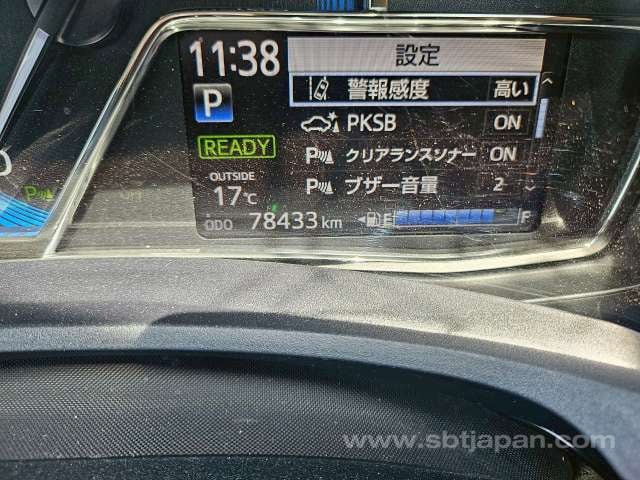 11:38
設定
警報感度 高い
P
PKSB ON
READY
クリアランスソナー ON
OUTSIDE
17℃
ブザー音量 2
ODO 78433 km
E F
www.sbtjapan.com